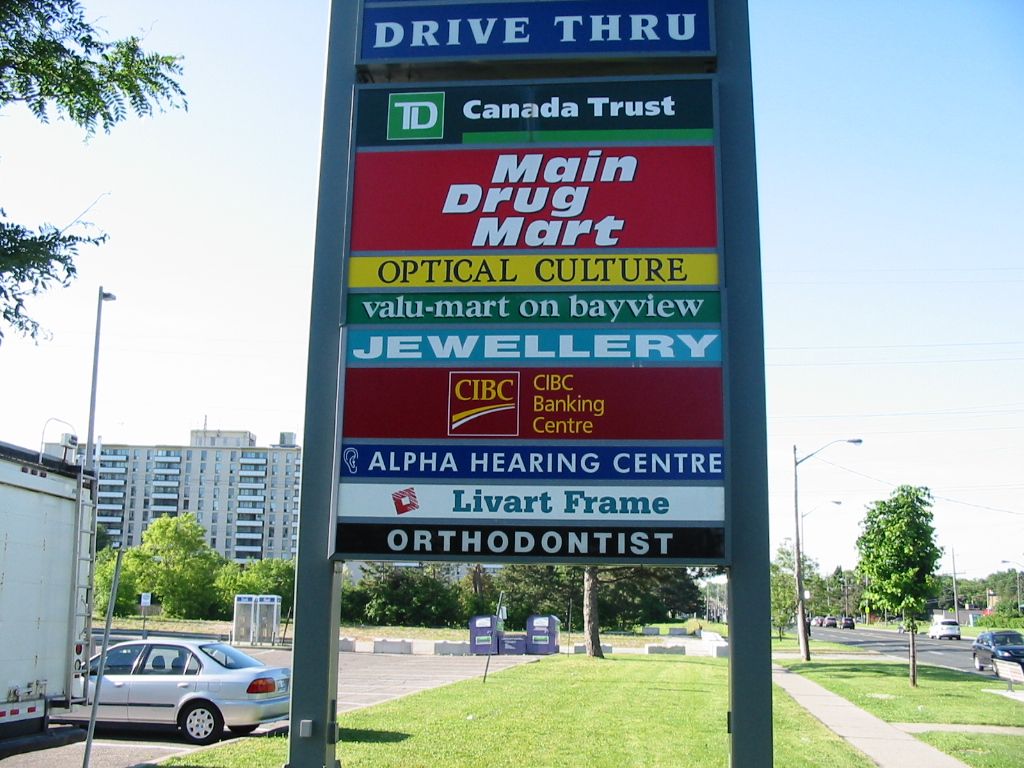 DRIVE THRU
TD Canada Trust
Main
Drug
Mart
OPTICAL CULTURE
valu-mart on bayview
JEWELLERY
CIBC CIBC
Banking
Centre
ALPHA HEARING CENTRE
Livart Frame
ORTHODONTIST